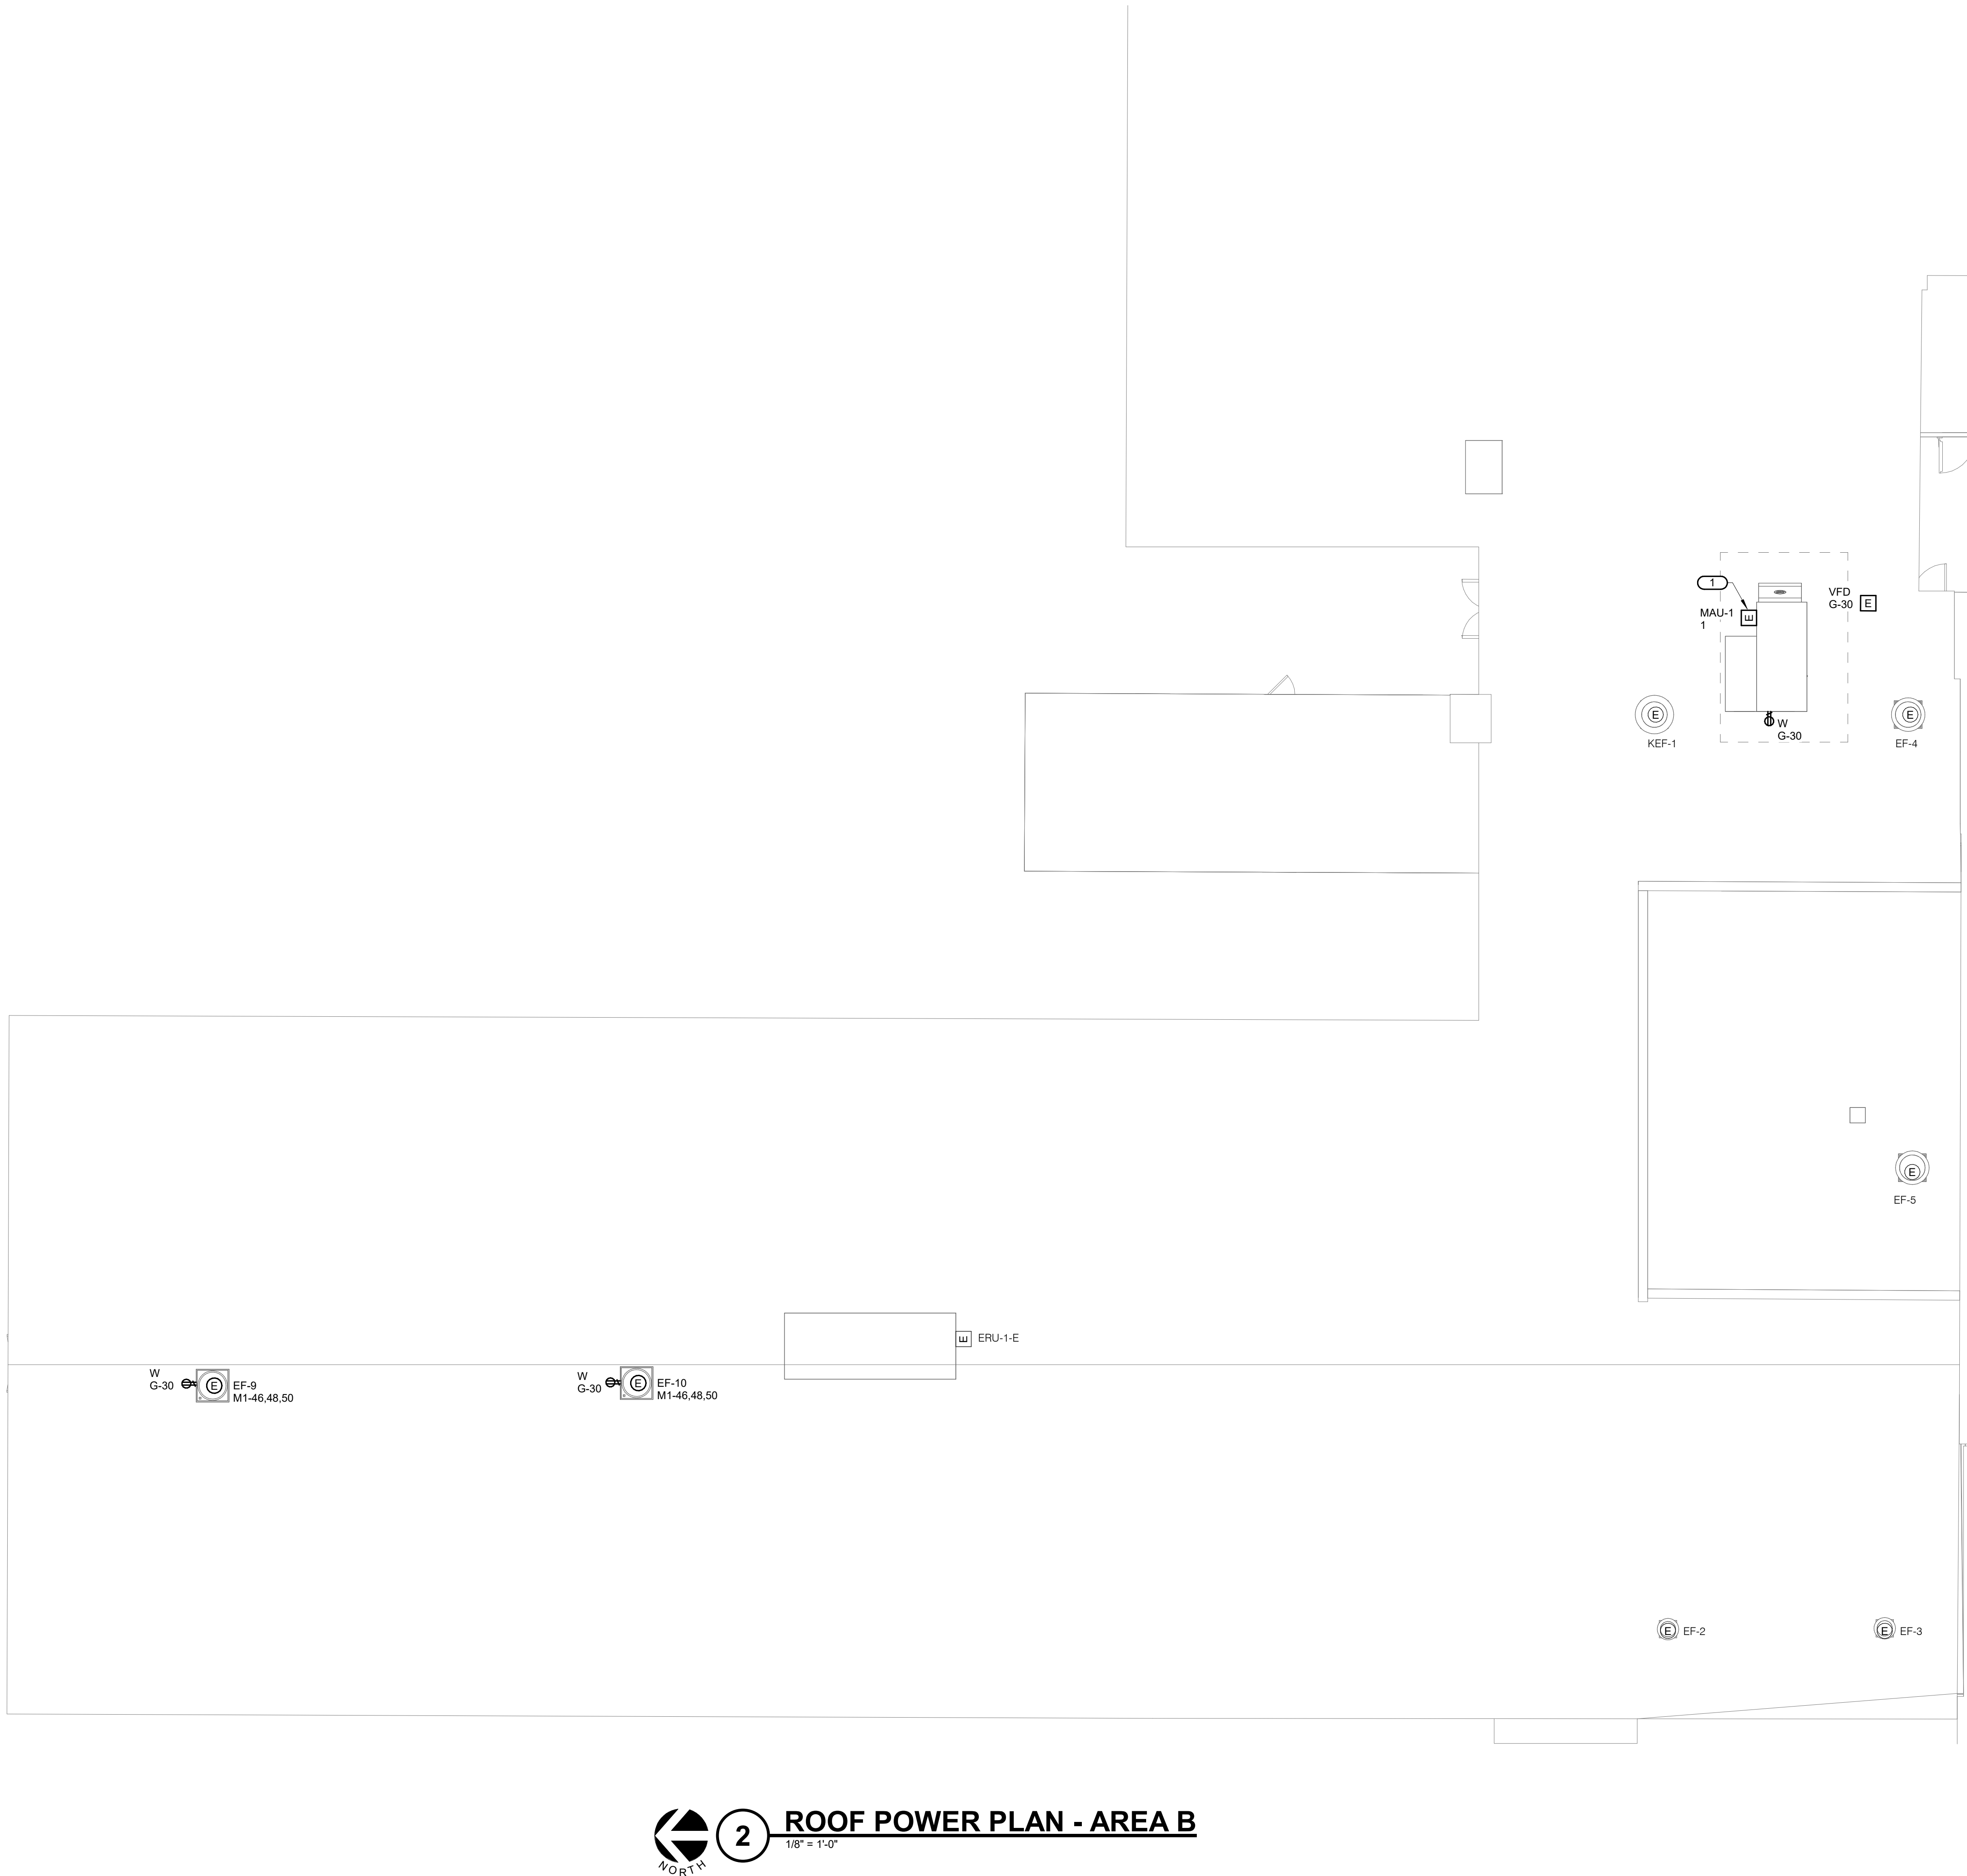 1
VFD
G-30
E
MAU-1
1
E
E
KEF-1
W
G-30
E
EF-4
E
EF-5
E
ERU-1-E
W
G-30
E
EF-9
M1-46,48,50
W
G-30
E
EF-10
M1-46,48,50
E
EF-2
E
EF-3
NORTH
2
ROOF POWER PLAN - AREA B
1/8" = 1'-0"